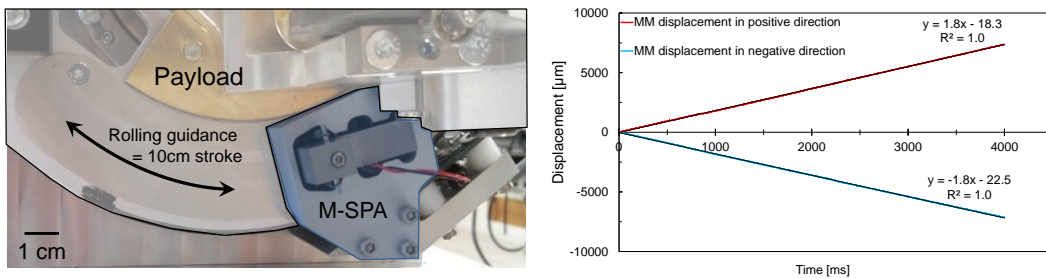 Payload
Rolling guidance
= 10cm stroke
M-SPA
1 cm
10000
5000
0
-5000
-10000
Displacement [µm]
MM displacement in positive direction
MM displacement in negative direction
y = 1.8x - 18.3
R² = 1.0
0
1000
2000
3000
4000
5000
y = -1.8x - 22.5
R² = 1.0
Time [ms]